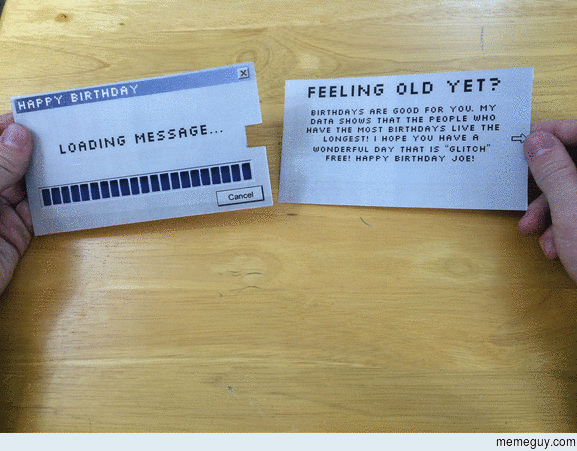 HAPPY BIRTHDAY
LOADING MESSAGE...
Cancel
FEELING OLD YET?
BIRTHDAYS ARE GOOD FOR YOU. MY
DATA SHOWS THAT THE PEOPLE WHO
HAVE THE MOST BIRTHDAYS LIVE THE
LONGEST! I HOPE YOU HAVE A
WONDERFUL DAY THAT IS "GLITCH"
FREE! HAPPY BIRTHDAY JOE!
memeguy.com